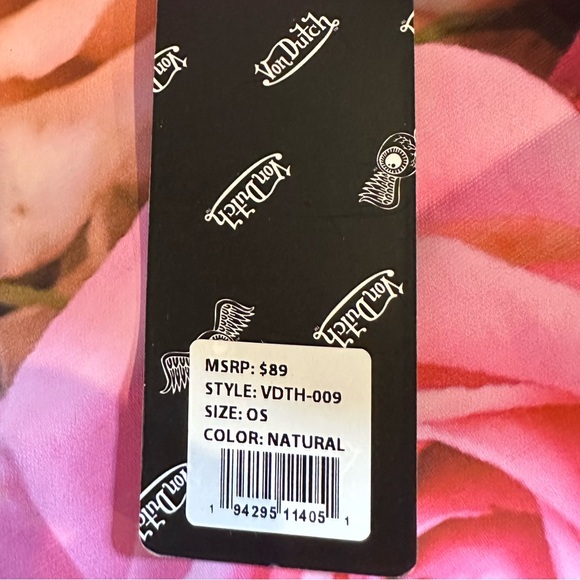 Von Dutch
Von Dutch
Von Dutch
Von Dutch
MSRP: $89
STYLE: VDTH-009
SIZE: OS
COLOR: NATURAL
1 94295 11405 1
Von Dutch